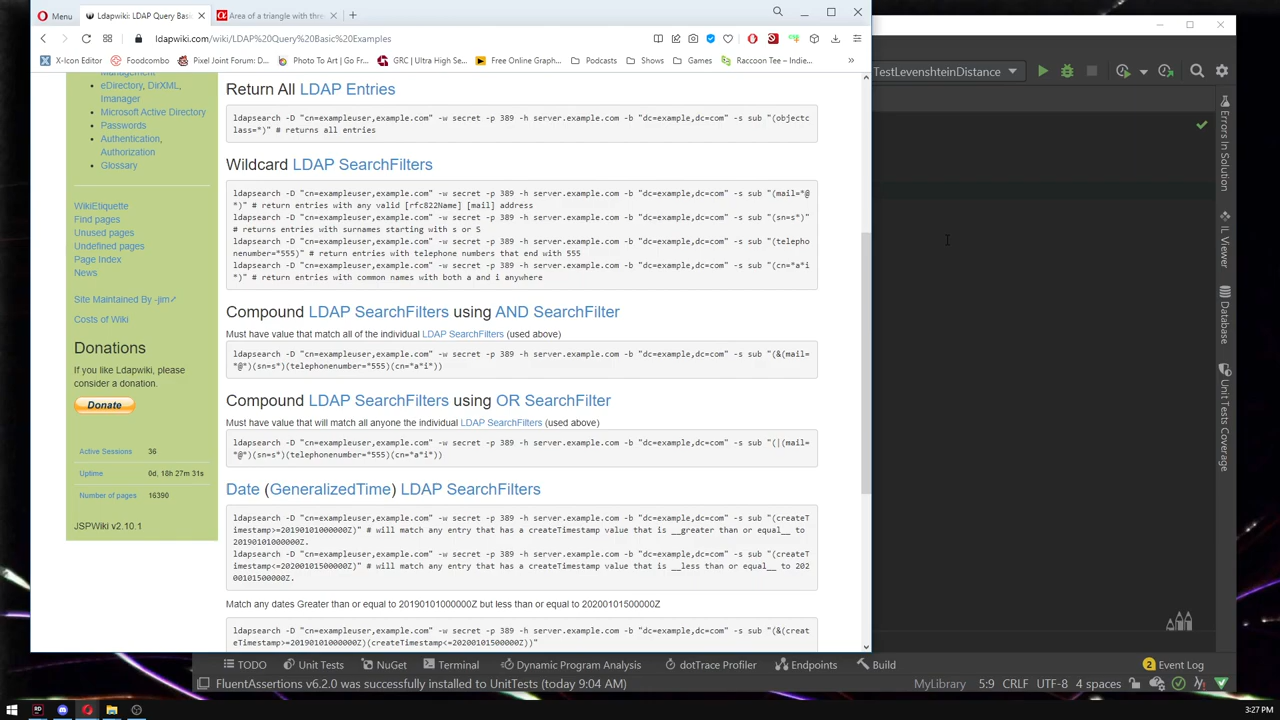 Menu
Ldapwiki: LDAP Query Basi
Area of a triangle with thre
ldapwiki.com/wiki/LDAP%20Query%20Basic%20Examples
X-Icon Editor
Foodcombo
Pixel Joint Forum: D...
Photo To Art | Go Fr...
GRC | Ultra High Se...
Free Online Graph...
Podcasts
Shows
Games
Raccoon Tee – Indie...
Management
eDirectory, DirXML,
Imanager
Microsoft Active Directory
Passwords
Authentication,
Authorization
Glossary
WikiEtiquette
Find pages
Unused pages
Undefined pages
Page Index
News
Site Maintained By -jim
Costs of Wiki
Donations
If you like Ldapwiki, please
consider a donation.
Donate
Active Sessions 36
Uptime 0d, 18h 27m 31s
Number of pages 16390
JSPWiki v2.10.1
Return All LDAP Entries
ldapsearch -D "cn=exampleuser,example.com" -w secret -p 389 -h server.example.com -b "dc=example,dc=com" -s sub "(objectc
lass=*)" # returns all entries
Wildcard LDAP SearchFilters
ldapsearch -D "cn=exampleuser,example.com" -w secret -p 389 -h server.example.com -b "dc=example,dc=com" -s sub "(mail=*@
*)" # return entries with any valid [rfc822Name] [mail] address
ldapsearch -D "cn=exampleuser,example.com" -w secret -p 389 -h server.example.com -b "dc=example,dc=com" -s sub "(sn=s*)"
# returns entries with surnames starting with s or S
ldapsearch -D "cn=exampleuser,example.com" -w secret -p 389 -h server.example.com -b "dc=example,dc=com" -s sub "(telepho
nenumber=*555)" # return entries with telephone numbers that end with 555
ldapsearch -D "cn=exampleuser,example.com" -w secret -p 389 -h server.example.com -b "dc=example,dc=com" -s sub "(cn=*a*i
*)" # return entries with common names with both a and i anywhere
Compound LDAP SearchFilters using AND SearchFilter
Must have value that match all of the individual LDAP SearchFilters (used above)
ldapsearch -D "cn=exampleuser,example.com" -w secret -p 389 -h server.example.com -b "dc=example,dc=com" -s sub "(&(mail=
*@*)(sn=s*)(telephonenumber=*555)(cn=*a*i*))
Compound LDAP SearchFilters using OR SearchFilter
Must have value that will match all anyone the individual LDAP SearchFilters (used above)
ldapsearch -D "cn=exampleuser,example.com" -w secret -p 389 -h server.example.com -b "dc=example,dc=com" -s sub "(|(mail=
*@*)(sn=s*)(telephonenumber=*555)(cn=*a*i*))
Date (GeneralizedTime) LDAP SearchFilters
ldapsearch -D "cn=exampleuser,example.com" -w secret -p 389 -h server.example.com -b "dc=example,dc=com" -s sub "(createT
imestamp>=20190101000000Z)" # will match any entry that has a createTimestamp value that is __greater than or equal__ to
20190101000000Z.
ldapsearch -D "cn=exampleuser,example.com" -w secret -p 389 -h server.example.com -b "dc=example,dc=com" -s sub "(createT
imestamp<=20200101500000Z)" # will match any entry that has a createTimestamp value that is __less than or equal__ to 202
00101500000Z.
Match any dates Greater than or equal to 20190101000000Z but less than or equal to 20200101500000Z
ldapsearch -D "cn=exampleuser,example.com" -w secret -p 389 -h server.example.com -b "dc=example,dc=com" -s sub "(&(creat
eTimestamp>=20190101000000Z)(createTimestamp<=20200101500000Z))"
TestLevenshteinDistance
Errors In Solution
IL Viewer
Database
Unit Tests Coverage
TODO
Unit Tests
NuGet
Terminal
Dynamic Program Analysis
dotTrace Profiler
Endpoints
Build
2 Event Log
FluentAssertions v6.2.0 was successfully installed to UnitTests (today 9:04 AM)
MyLibrary
5:9
CRLF
UTF-8
4 spaces
3:27 PM